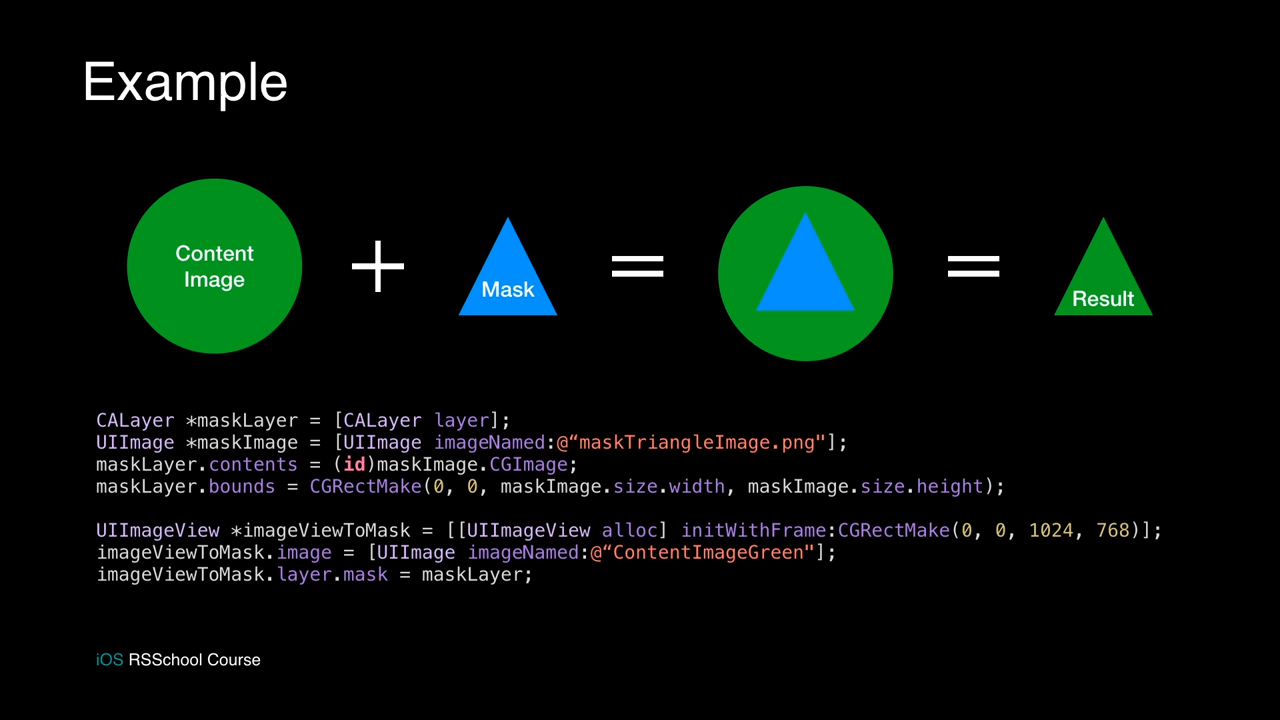 Example
Content
Image
Mask
Result
CALayer *maskLayer = [CALayer layer];
UIImage *maskImage = [UIImage imageNamed:@“maskTriangleImage.png"];
maskLayer.contents = (id)maskImage.CGImage;
maskLayer.bounds = CGRectMake(0, 0, maskImage.size.width, maskImage.size.height);
UIImageView *imageViewToMask = [[UIImageView alloc] initWithFrame:CGRectMake(0, 0, 1024, 768)];
imageViewToMask.image = [UIImage imageNamed:@“ContentImageGreen"];
imageViewToMask.layer.mask = maskLayer;
iOS RSSchool Course